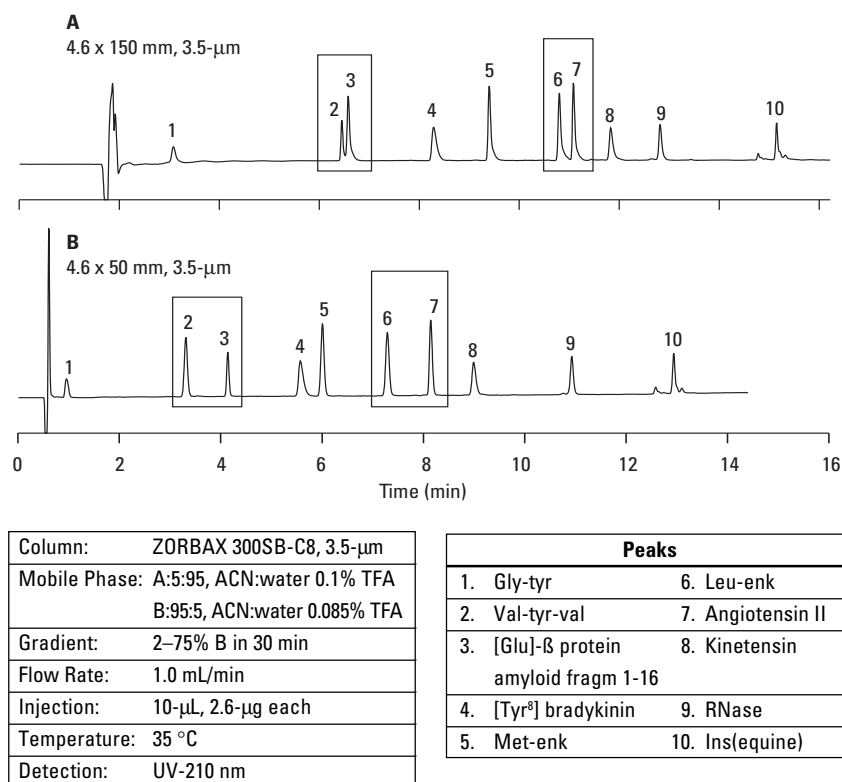 A
4.6 x 150 mm, 3.5-µm
1
2
3
4
5
6
7
8
9
10
B
4.6 x 50 mm, 3.5-µm
1
2
3
4
5
6
7
8
9
10
0 2 4 6 8 10 12 14 16
Time (min)
Column: ZORBAX 300SB-C8, 3.5-µm
Mobile Phase: A:5:95, ACN:water 0.1% TFA
B:95:5, ACN:water 0.085% TFA
Gradient: 2–75% B in 30 min
Flow Rate: 1.0 mL/min
Injection: 10-µL, 2.6-µg each
Temperature: 35 °C
Detection: UV-210 nm
Peaks
1. Gly-tyr 6. Leu-enk
2. Val-tyr-val 7. Angiotensin II
3. [Glu]-ß protein 8. Kinetensin
amyloid fragm 1-16
4. [Tyr⁸] bradykinin 9. RNase
5. Met-enk 10. Ins(equine)